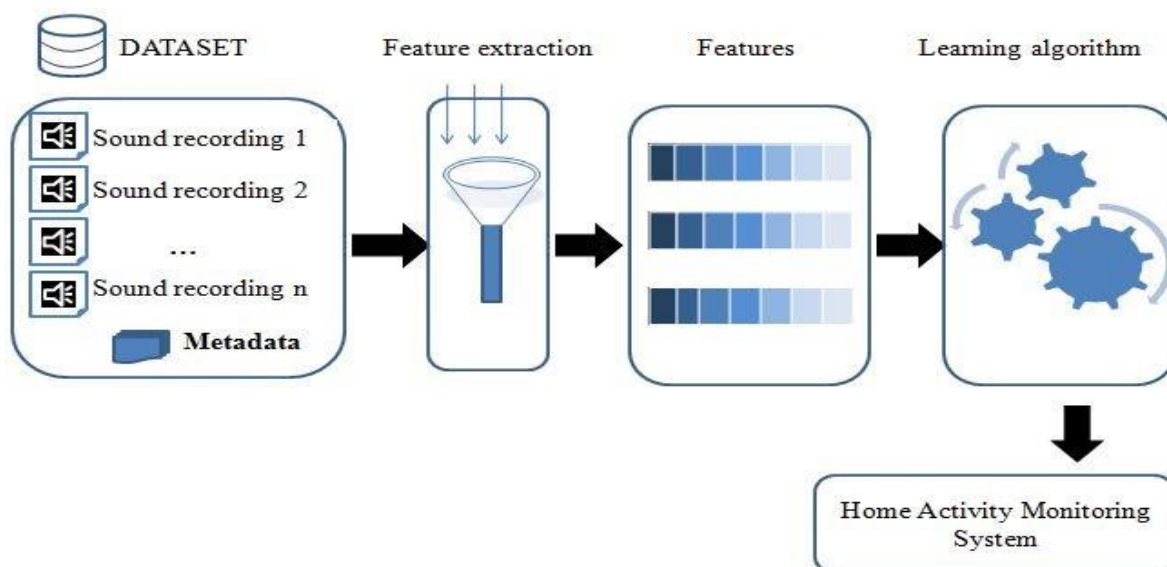 DATASET
Feature extraction
Features
Learning algorithm
Sound recording 1
Sound recording 2
...
Sound recording n
Metadata
Home Activity Monitoring
System